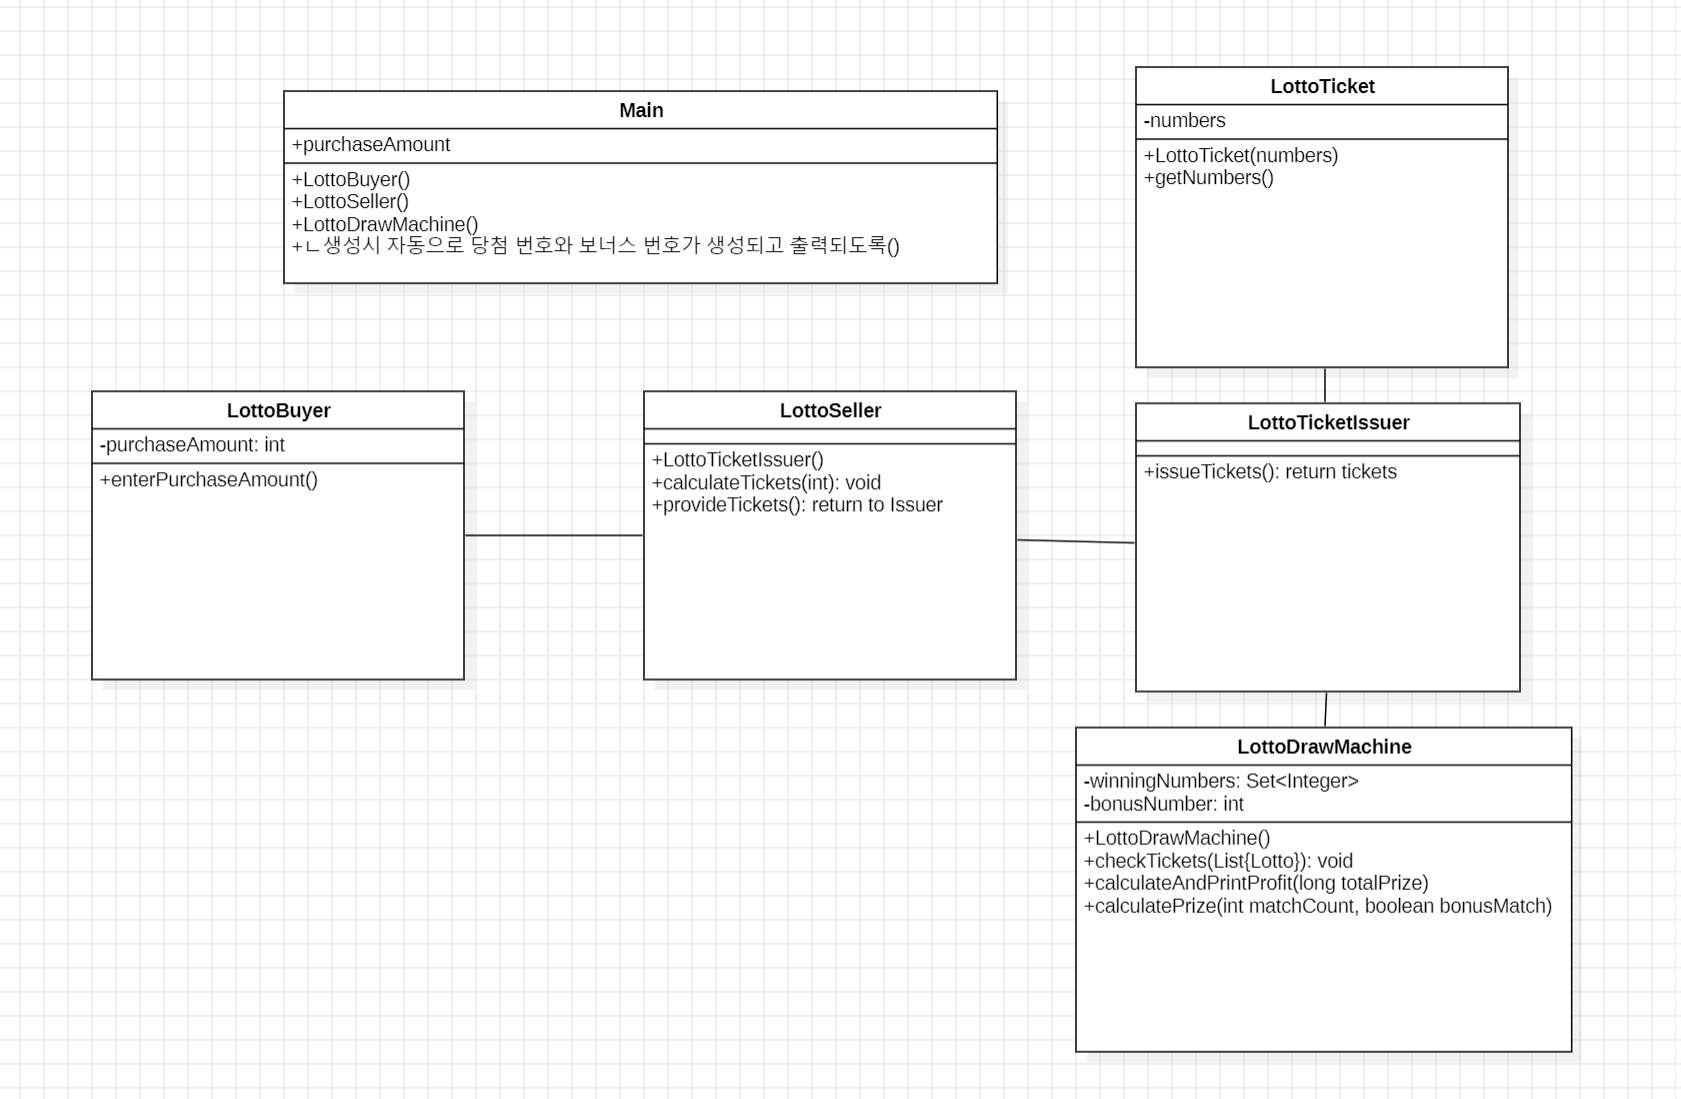 Main
+purchaseAmount
+LottoBuyer()
+LottoSeller()
+LottoDrawMachine()
+ㄴ생성시 자동으로 당첨 번호와 보너스 번호가 생성되고 출력되도록()
LottoTicket
-numbers
+LottoTicket(numbers)
+getNumbers()
LottoBuyer
-purchaseAmount: int
+enterPurchaseAmount()
LottoSeller
+LottoTicketIssuer()
+calculateTickets(int): void
+provideTickets(): return to Issuer
LottoTicketIssuer
+issueTickets(): return tickets
LottoDrawMachine
-winningNumbers: Set<Integer>
-bonusNumber: int
+LottoDrawMachine()
+checkTickets(List{Lotto}): void
+calculateAndPrintProfit(long totalPrize)
+calculatePrize(int matchCount, boolean bonusMatch)